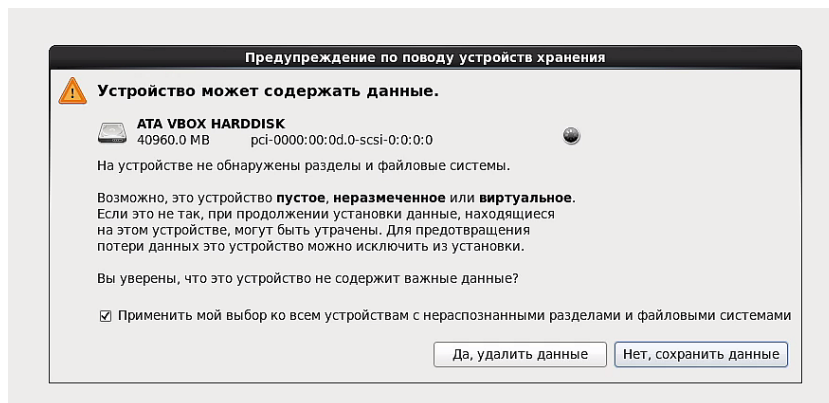 Предупреждение по поводу устройств хранения
Устройство может содержать данные.
ATA VBOX HARDDISK
40960.0 MB pci-0000:00:0d.0-scsi-0:0:0:0
На устройстве не обнаружены разделы и файловые системы.
Возможно, это устройство пустое, неразмеченное или виртуальное.
Если это не так, при продолжении установки данные, находящиеся
на этом устройстве, могут быть утрачены. Для предотвращения
потери данных это устройство можно исключить из установки.
Вы уверены, что это устройство не содержит важные данные?
Применить мой выбор ко всем устройствам с нераспознанными разделами и файловыми системами
Да, удалить данные Нет, сохранить данные